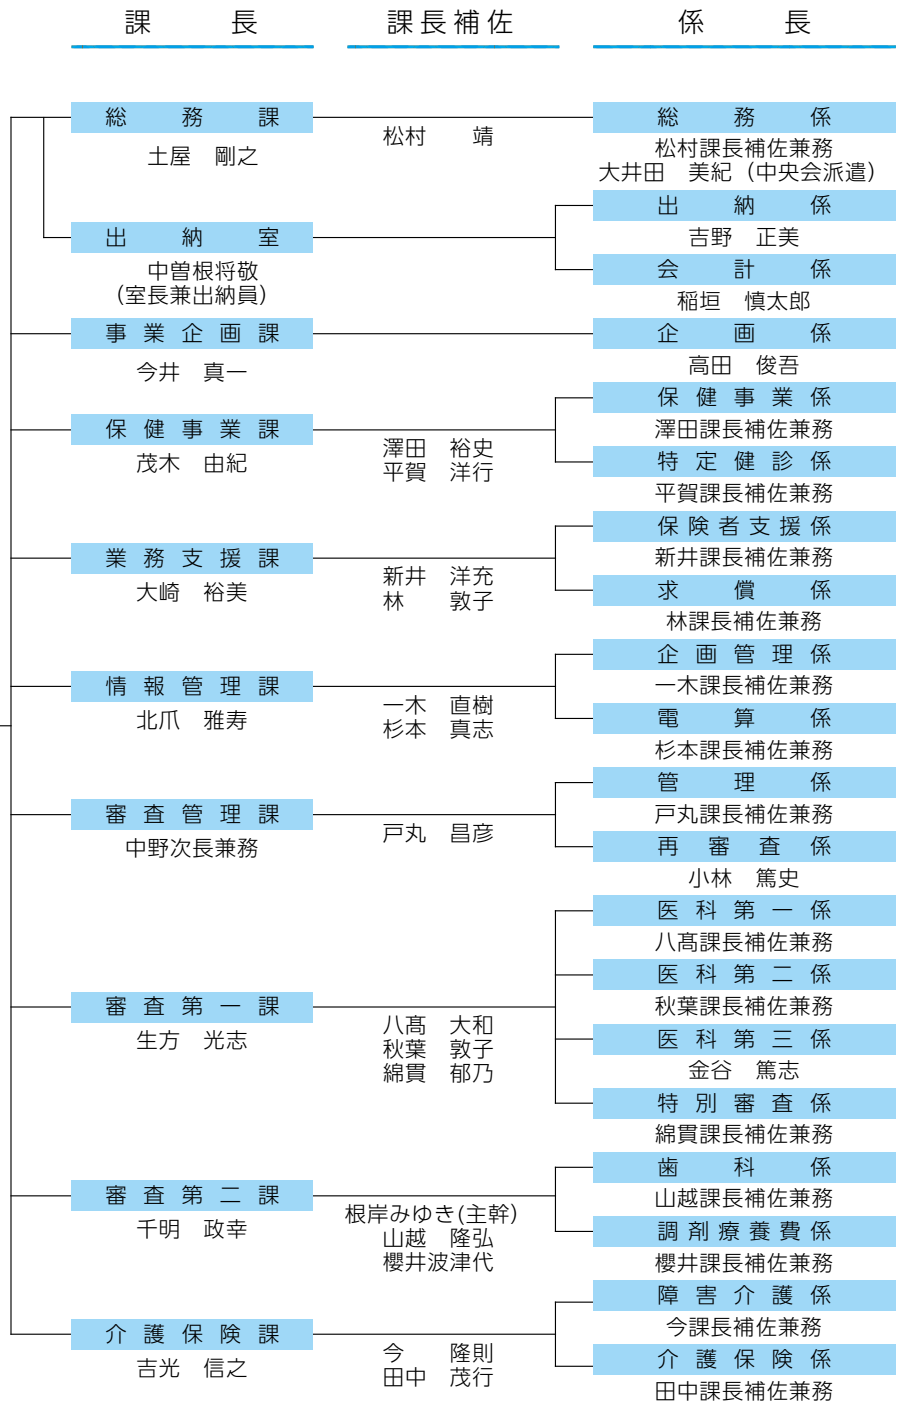 課長　課長補佐　係長
総務課　総務係
土屋　剛之　松村　靖　松村課長補佐兼務
大井田　美紀（中央会派遣）
出納係
出納室　吉野　正美
中曽根将敬　会計係
（室長兼出納員）　稲垣　慎太郎
事業企画課　企画係
今井　真一　高田　俊吾
保健事業係
保健事業課　澤田課長補佐兼務
茂木　由紀　澤田　裕史　特定健診係
平賀　洋行　平賀課長補佐兼務
保険者支援係
業務支援課　新井課長補佐兼務
大崎　裕美　新井　洋充　求償係
林　敦子　林課長補佐兼務
企画管理係
情報管理課　一木課長補佐兼務
北爪　雅寿　一木　直樹　電算係
杉本　真志　杉本課長補佐兼務
管理係
審査管理課　戸丸課長補佐兼務
中野次長兼務　戸丸　昌彦　再審査係
小林　篤史
医科第一係
八髙課長補佐兼務
医科第二係
審査第一課　秋葉課長補佐兼務
生方　光志　八髙　大和　医科第三係
秋葉　敦子　金谷　篤志
綿貫　郁乃　特別審査係
綿貫課長補佐兼務
歯科係
審査第二課　山越課長補佐兼務
千明　政幸　根岸みゆき(主幹)　調剤療養費係
山越　隆弘
櫻井波津代　櫻井課長補佐兼務
障害介護係
介護保険課　今課長補佐兼務
吉光　信之　今　隆則　介護保険係
田中　茂行　田中課長補佐兼務